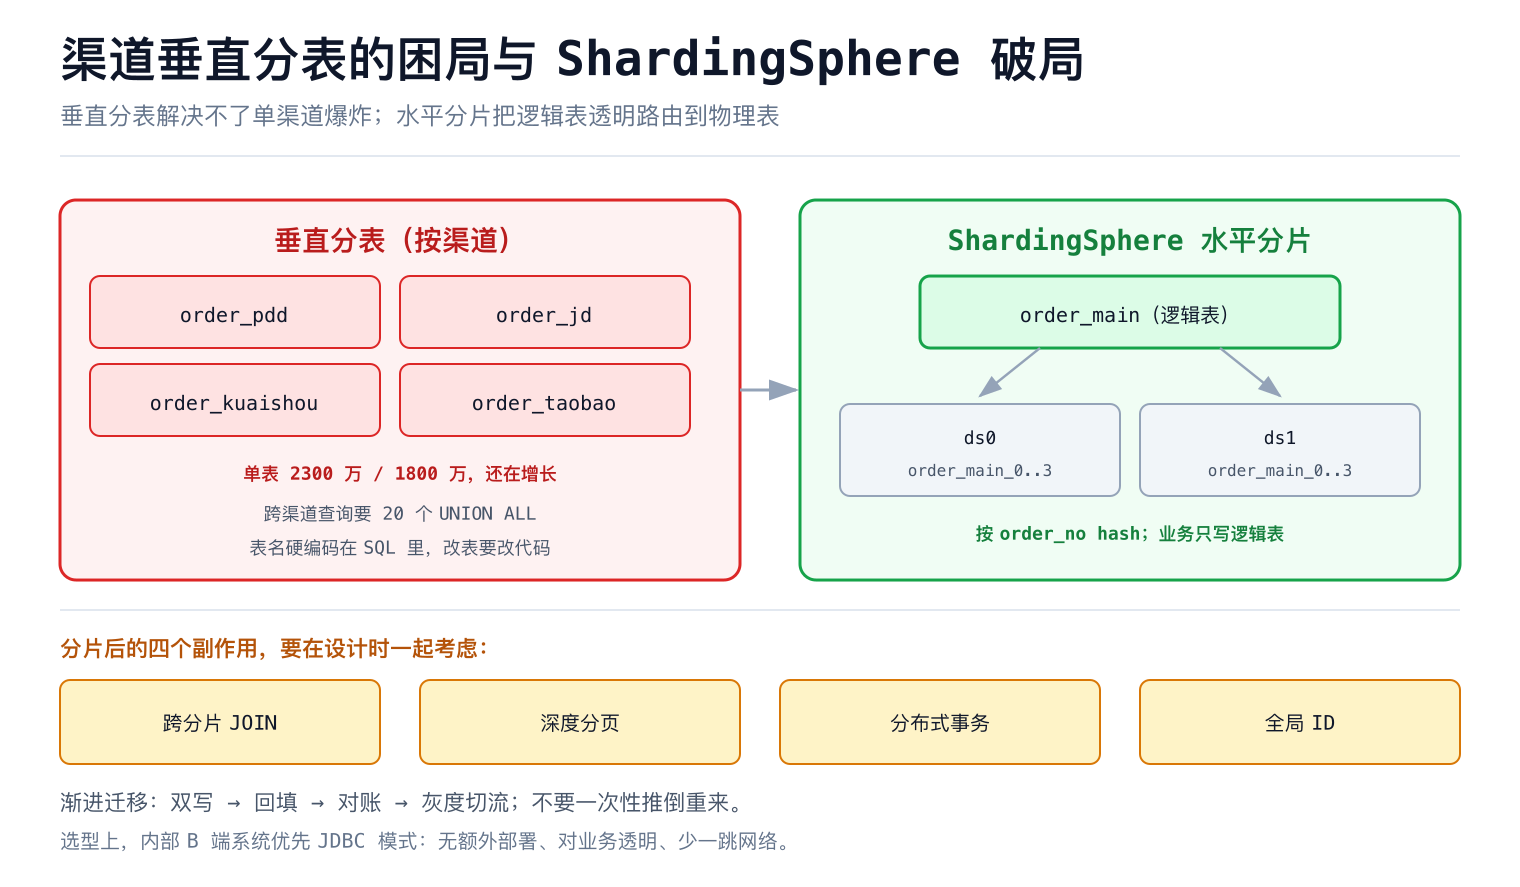 渠道垂直分表的困局与 ShardingSphere 破局
垂直分表解决不了单渠道爆炸；水平分片把逻辑表透明路由到物理表
垂直分表（按渠道）
order_pdd
order_jd
order_kuaishou
order_taobao
单表 2300 万 / 1800 万，还在增长
跨渠道查询要 20 个 UNION ALL
表名硬编码在 SQL 里，改表要改代码
ShardingSphere 水平分片
order_main（逻辑表）
ds0
order_main_0..3
ds1
order_main_0..3
按 order_no hash；业务只写逻辑表
分片后的四个副作用，要在设计时一起考虑：
跨分片 JOIN
深度分页
分布式事务
全局 ID
渐进迁移：双写 → 回填 → 对账 → 灰度切流；不要一次性推倒重来。
选型上，内部 B 端系统优先 JDBC 模式：无额外部署、对业务透明、少一跳网络。